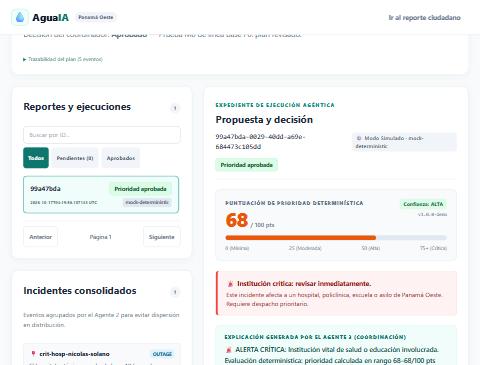 AguaIA
Panamá Oeste
Ir al reporte ciudadano
▸ Trazabilidad del plan (5 eventos)
Reportes y ejecuciones
1
Buscar por ID...
Todos
Pendientes (0)
Aprobados
99a47bda
Prioridad aprobada
mock-deterministic
Anterior
Página 1
Siguiente
Incidentes consolidados
1
Eventos agrupados por el Agente 2 para evitar dispersión
en distribución.
crit-hosp-nicolas-solano
OUTAGE
EXPEDIENTE DE EJECUCIÓN AGÉNTICA
Propuesta y decisión
99a47bda-0029-40dd-a69e-
684473c105dd
Modo Simulado · mock-
deterministic
Prioridad aprobada
PUNTUACIÓN DE PRIORIDAD DETERMINÍSTICA
Confianza: ALTA
68 / 100 pts
0 (Mínima)
25 (Moderada)
50 (Alta)
75+ (Crítica)
Institución crítica: revisar inmediatamente.
Este incidente afecta a un hospital, policlínica, escuela o asilo de Panamá Oeste.
Requiere despacho prioritario.
EXPLICACIÓN GENERADA POR EL AGENTE 3 (COORDINACIÓN)
ALERTA CRÍTICA: Institución vital de salud o educación involucrada.
Evaluación determinística: prioridad calculada en rango 68-68/100 pts